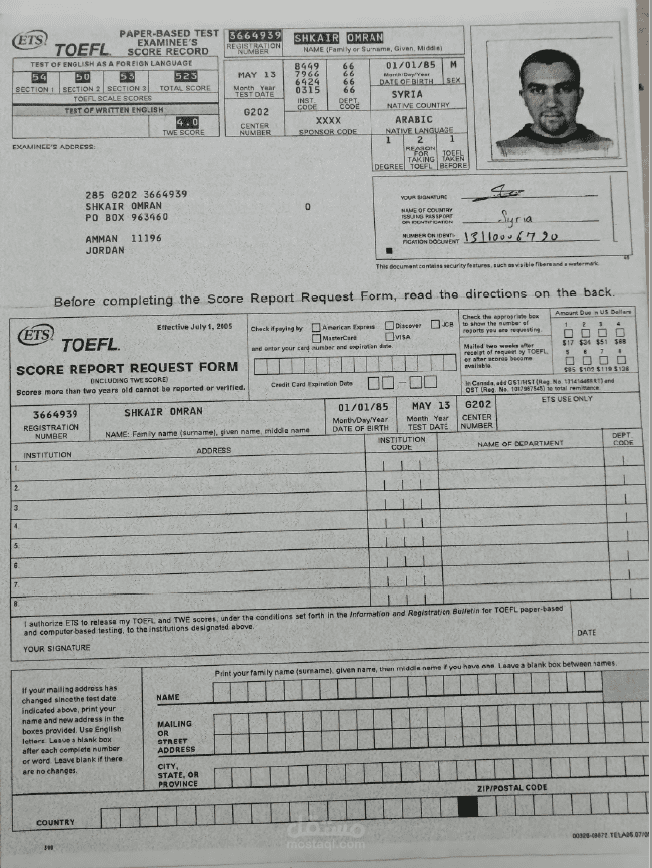 ETS TOEFL
PAPER-BASED TEST
EXAMINEE'S
SCORE RECORD
TEST OF ENGLISH AS A FOREIGN LANGUAGE
54 50 53 523
SECTION 1 SECTION 2 SECTION 3 TOTAL SCORE
TOEFL SCALE SCORES
TEST OF WRITTEN ENGLISH
4.0
TWE SCORE
3664939
REGISTRATION
NUMBER
SHKAIR OMRAN
NAME (Family or Surname, Given, Middle)
MAY 13
Month Year
TEST DATE
8449 66
7966 66
6424 66
0315 66
INST. CODE
DEPT. CODE
01/01/85 M
Month/Day/Year
DATE OF BIRTH SEX
SYRIA
NATIVE COUNTRY
G202
CENTER
NUMBER
XXXX
SPONSOR CODE
ARABIC
NATIVE LANGUAGE
1 2 1
DEGREE
REASON
FOR
TAKING
TOEFL
TOEFL
TAKEN
BEFORE
EXAMINEE'S ADDRESS:
285 G202 3664939
SHKAIR OMRAN 0
PO BOX 963460
AMMAN 11196
JORDAN
YOUR SIGNATURE
NAME OF COUNTRY
ISSUING PASSPORT
OR IDENTIFICATION
Syria
NUMBER ON IDENTI-
FICATION DOCUMENT
This document contains security features, such as visible fibers and a watermark.
Before completing the Score Report Request Form, read the directions on the back.
ETS TOEFL
Effective July 1, 2005
SCORE REPORT REQUEST FORM
(INCLUDING TWE SCORE)
Scores more than two years old cannot be reported or verified.
Check if paying by American Express Discover JCB
MasterCard VISA
and enter your card number and expiration date.
Credit Card Expiration Date
Check the appropriate box
to show the number of
reports you are requesting.
Mailed two weeks after
receipt of request by TOEFL
or after scores become
available.
Amount Due in US Dollars
1 2 3 4
$17 $34 $51 $68
5 6 7 8
$85 $102 $119 $136
3664939
REGISTRATION
NUMBER
SHKAIR OMRAN
NAME: Family name (surname), given name, middle name
01/01/85
Month/Day/Year
DATE OF BIRTH
MAY 13
Month Year
TEST DATE
G202
CENTER
NUMBER
ETS USE ONLY
INSTITUTION
ADDRESS
INSTITUTION
CODE
NAME OF DEPARTMENT
DEPT
CODE
1.
2.
3.
4.
5.
6.
7.
8.
I authorize ETS to release my TOEFL and TWE scores, under the conditions set forth in the Information and Registration Bulletin for TOEFL paper-based
and computer-based testing, to the institutions designated above.
YOUR SIGNATURE
DATE
If your mailing address has
changed since the test date
indicated above, print your
name and new address in the
boxes provided. Use English
letters. Leave a blank box
after each complete number
or word. Leave blank if there
are no changes.
Print your family name (surname), given name, then middle name if you have one. Leave a blank box between names.
NAME
MAILING
OR
STREET
ADDRESS
CITY,
STATE, OR
PROVINCE
ZIP/POSTAL CODE
COUNTRY
مستقل
mostaql.com